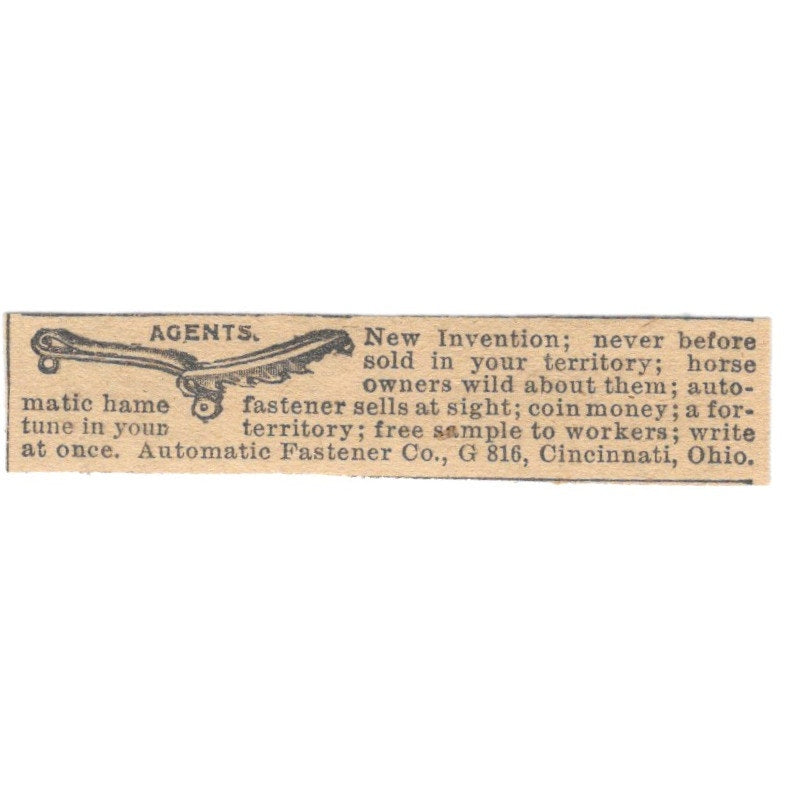 AGENTS. New Invention; never before
sold in your territory; horse
owners wild about them; auto-
matic hame fastener sells at sight; coin money; a for-
tune in your territory; free sample to workers; write
at once. Automatic Fastener Co., G 816, Cincinnati, Ohio.